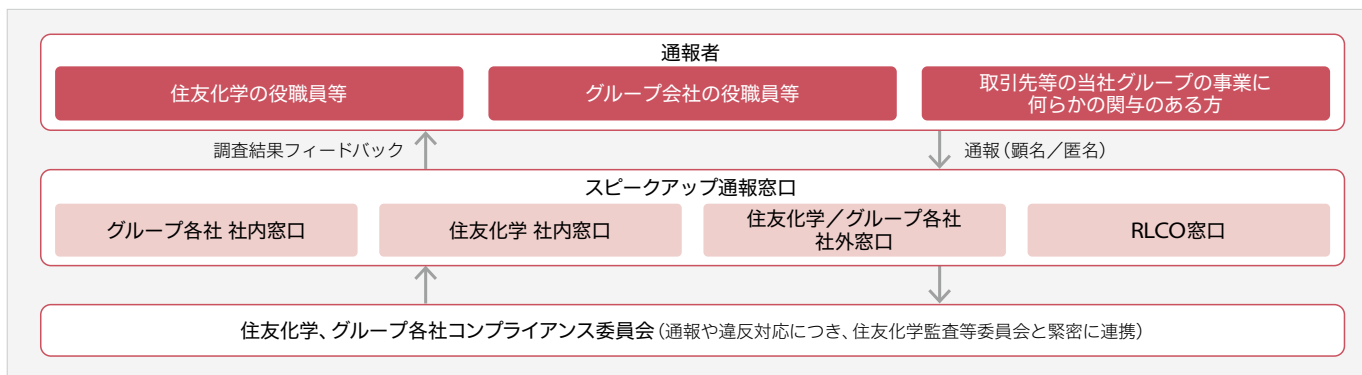 通報者
住友化学の役職員等
グループ会社の役職員等
取引先等の当社グループの事業に
何らかの関与のある方
調査結果フィードバック
通報（顕名／匿名）
スピークアップ通報窓口
グループ各社 社内窓口
住友化学 社内窓口
住友化学／グループ各社
社外窓口
RLCO窓口
住友化学、グループ各社コンプライアンス委員会（通報や違反対応につき、住友化学監査等委員会と緊密に連携）